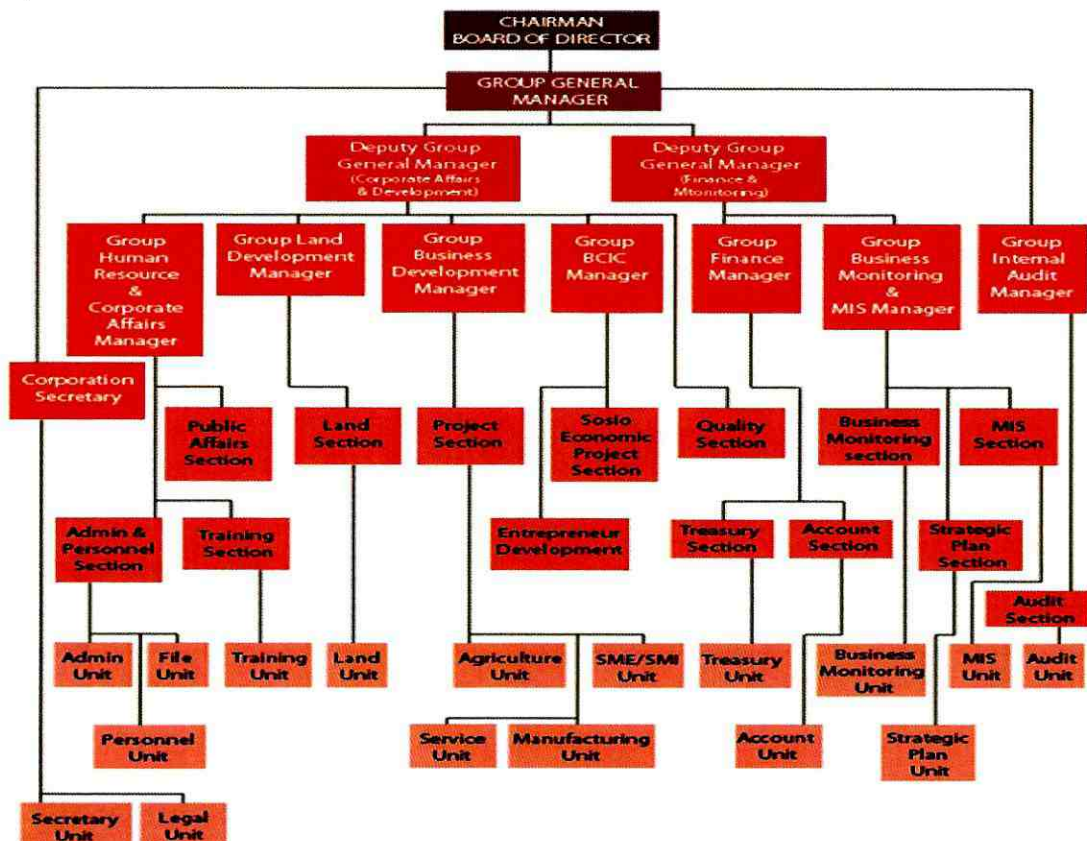 CHAIRMAN
BOARD OF DIRECTOR
GROUP GENERAL
MANAGER
Deputy Group
General Manager
(Corporate Affairs
& Development)
Deputy Group
General Manager
(Finance &
Mtonitoring)
Group
Human
Resource
&
Corporate
Affairs
Manager
Group Land
Development
Manager
Group
Business
Development
Manager
Group
BCIC Manager
Group
Finance
Manager
Group
Business
Monitoring
&
MIS Manager
Group
Internal
Audit
Manager
Corporation
Secretary
Public
Affairs
Section
Land
Section
Project
Section
Sosio
Economic
Project
Section
Quality
Section
Business
Monitoring
section
MIS
Section
Admin &
Personnel
Section
Training
Section
Entrepreneur
Development
Treasury
Section
Account
Section
Strategic
Plan
Section
Audit
Section
Admin
Unit
File
Unit
Training
Unit
Land
Unit
Agriculture
Unit
SME/SMI
Unit
Treasury
Unit
Business
Monitoring
Unit
MIS
Unit
Audit
Unit
Personnel
Unit
Service
Unit
Manufacturing
Unit
Account
Unit
Strategic
Plan
Unit
Secretary
Unit
Legal
Unit